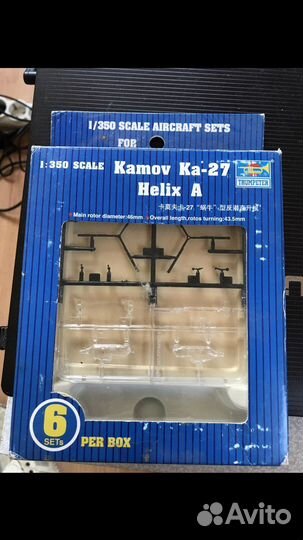 1/350 SCALE AIRCRAFT SETS
FOR
1:350 SCALE Kamov Ka-27
Helix A
TRUMPETER
卡莫夫卡-27“蜗牛”A型反潜直升机
Main rotor diameter:46mm Overall length,rotos turning:43.5mm
6
SETs
PER BOX
Avito